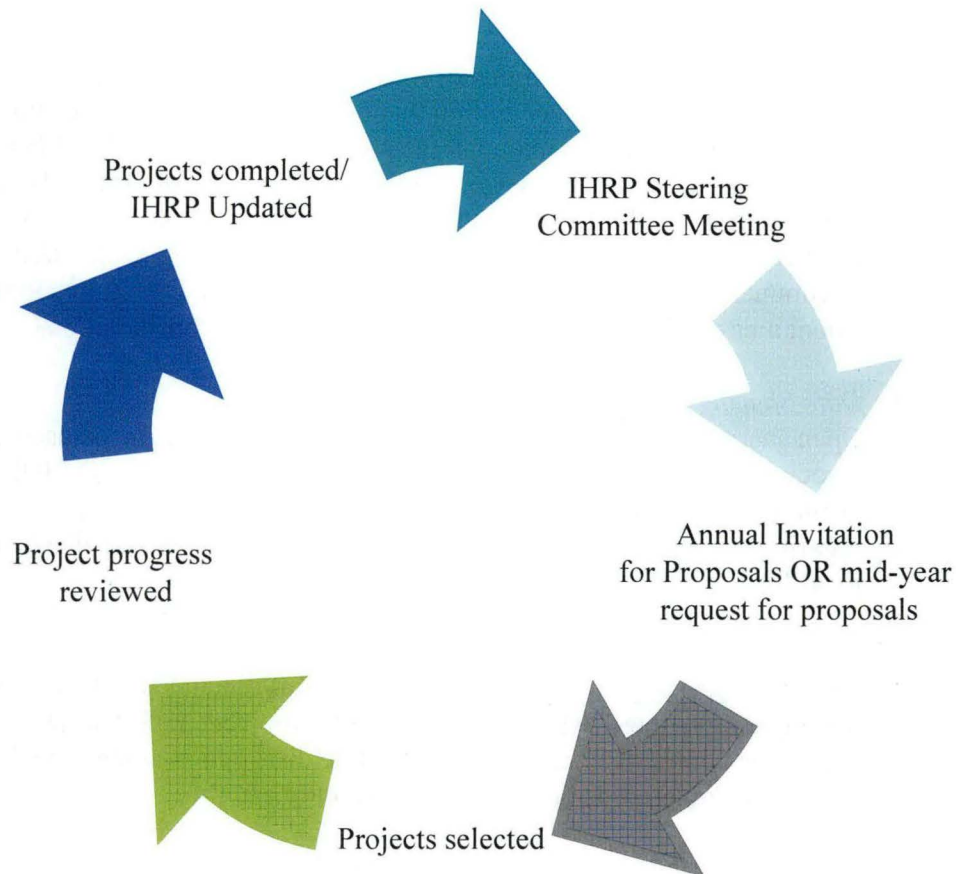 Projects completed/
IHRP Updated
IHRP Steering
Committee Meeting
Annual Invitation
for Proposals OR mid-year
request for proposals
Projects selected
Project progress
reviewed